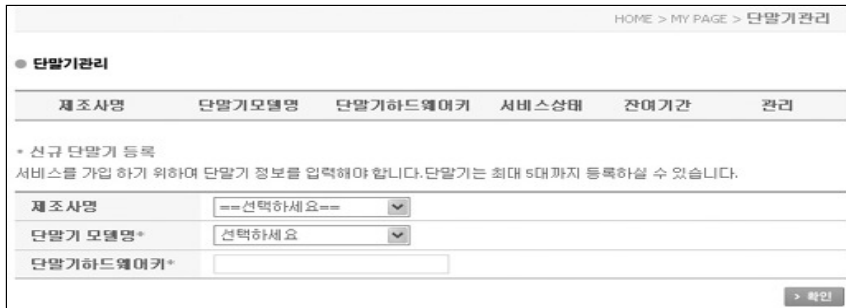 HOME > MY PAGE > 단말기관리
단말기관리
제조사명 단말기모델명 단말기하드웨어키 서비스상태 잔여기간 관리
* 신규 단말기 등록
서비스를 가입 하기 위하여 단말기 정보를 입력해야 합니다.단말기는 최대 5대까지 등록하실 수 있습니다.
제조사명 ==선택하세요==
단말기 모델명* 선택하세요
단말기하드웨어키*
> 확인